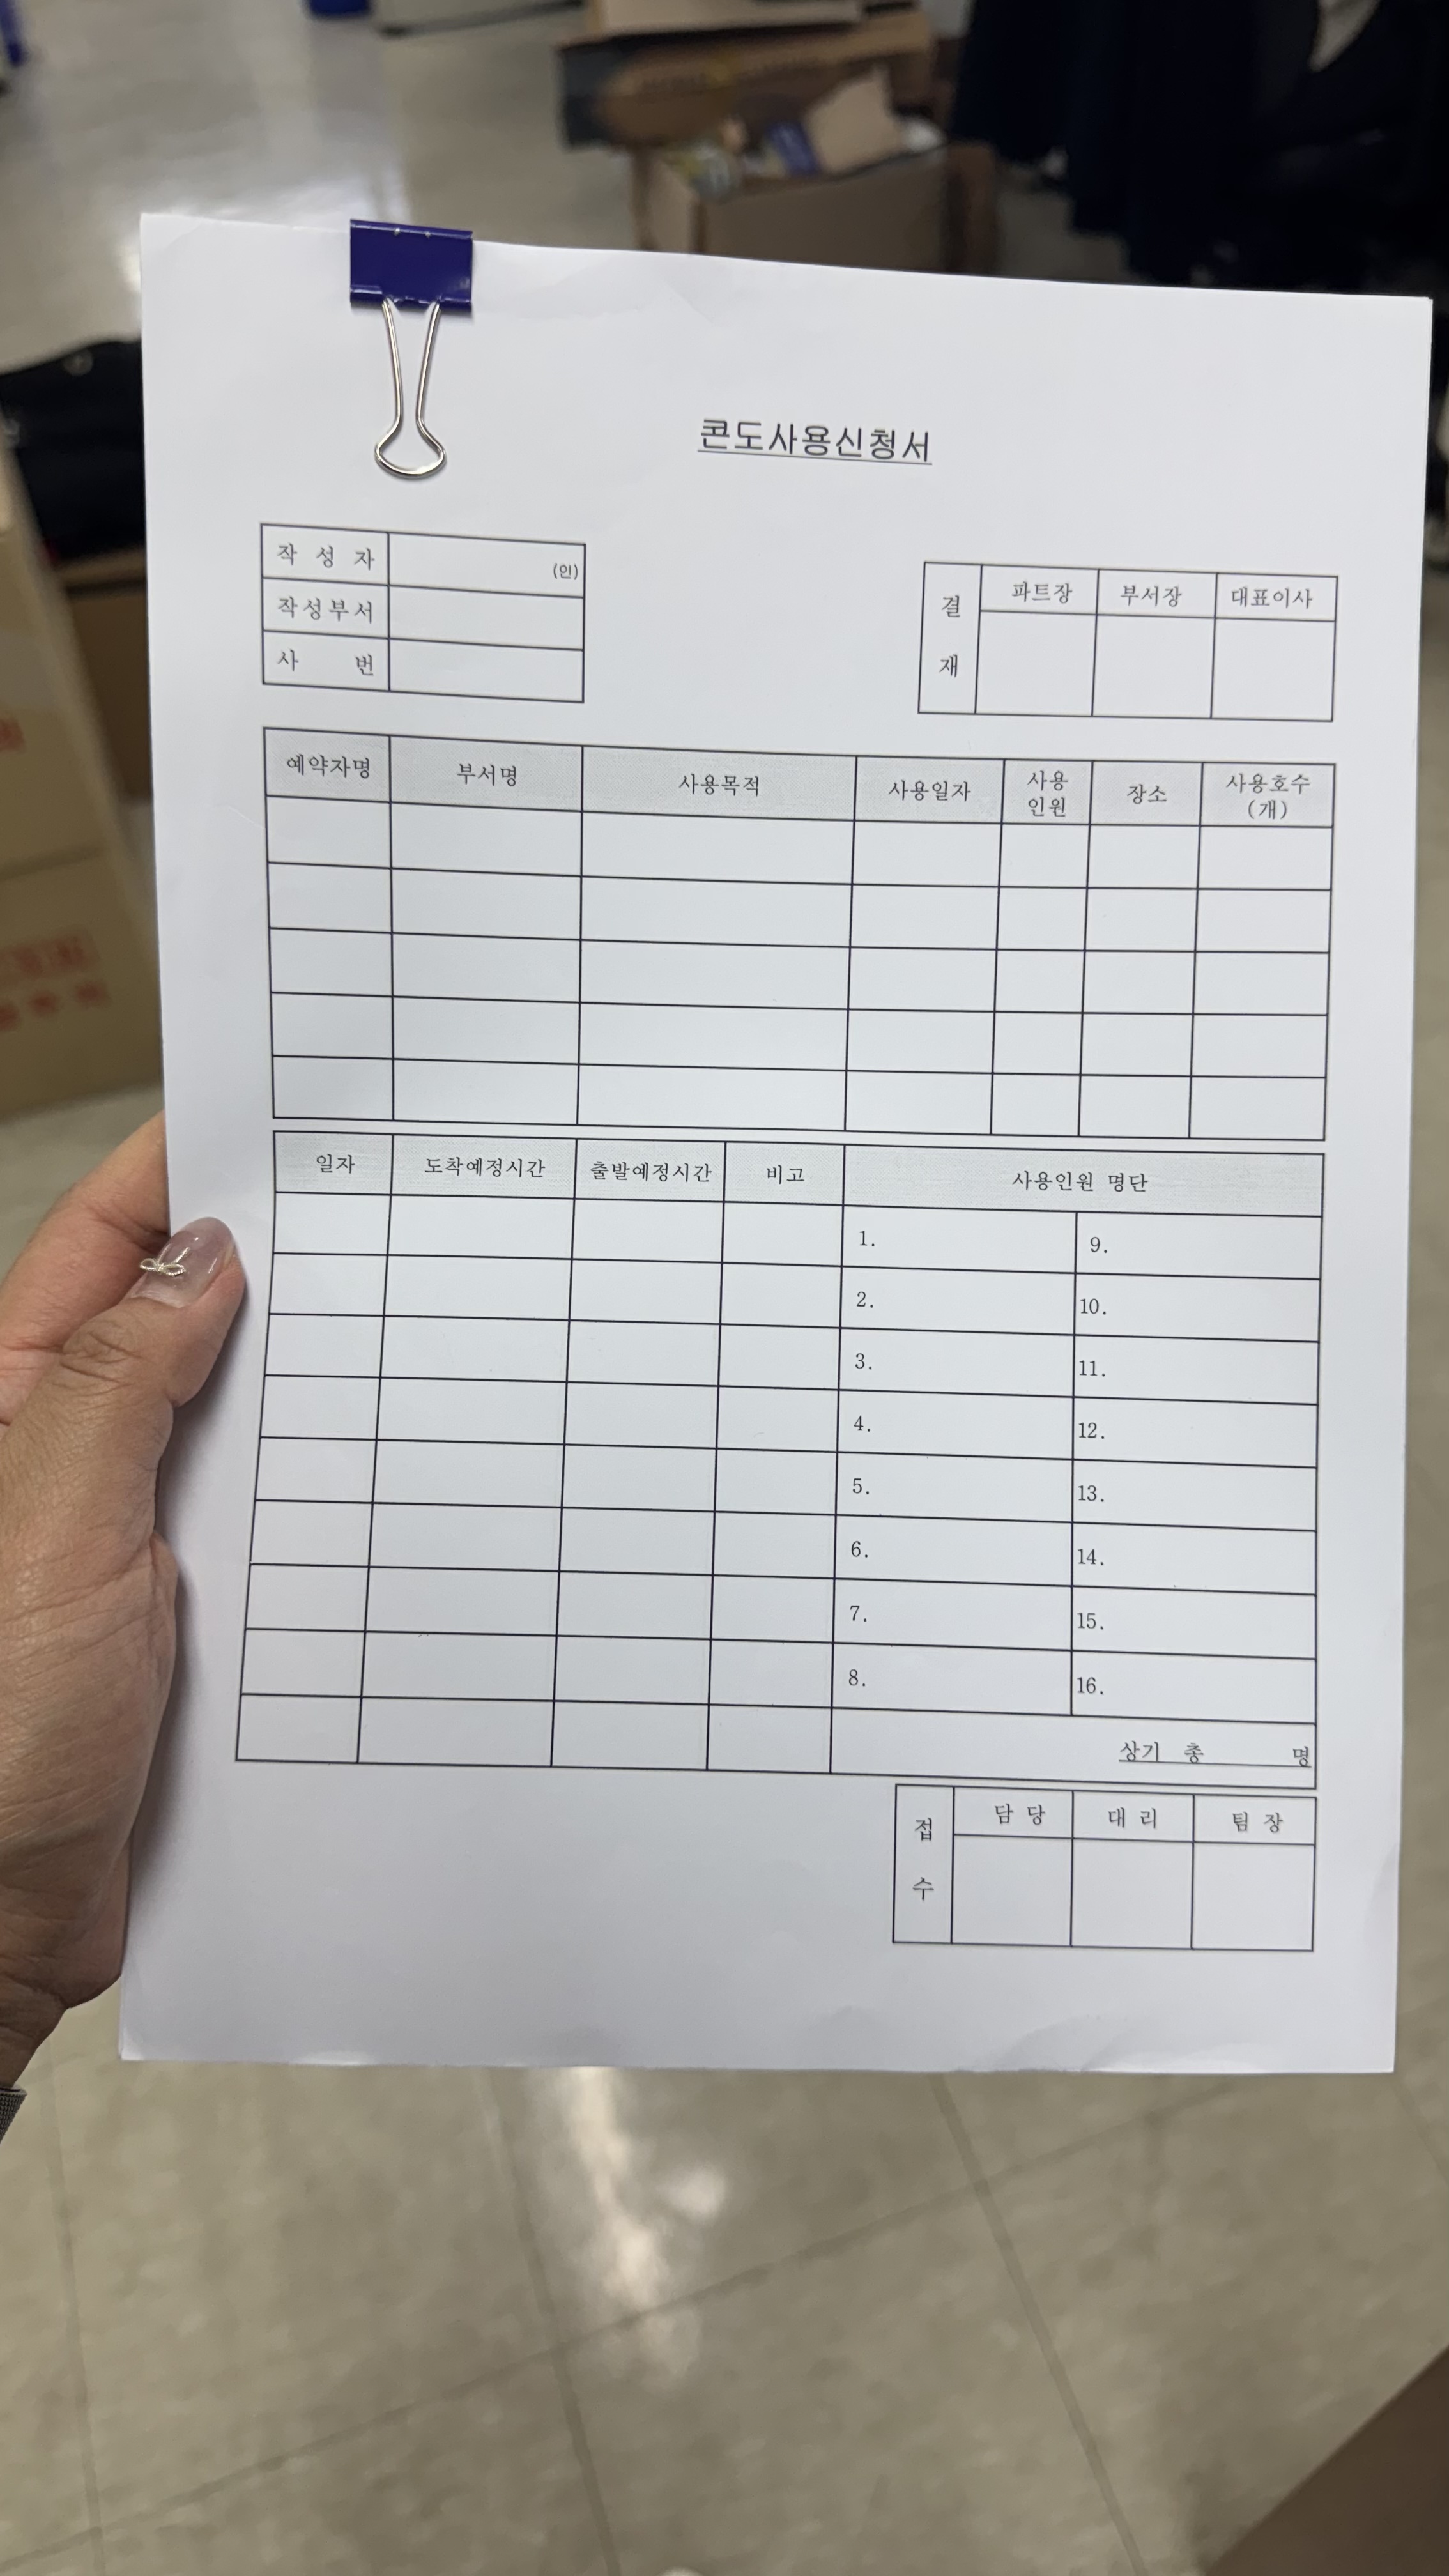 콘도사용신청서
작 성 자 (인)
작성부서
사 번
결 재 파트장 부서장 대표이사
예약자명 부서명 사용목적 사용일자 사용인원 장소 사용호수(개)
일자 도착예정시간 출발예정시간 비고 사용인원 명단
1. 9.
2. 10.
3. 11.
4. 12.
5. 13.
6. 14.
7. 15.
8. 16.
상기 총 명
접 수 담 당 대 리 팀 장